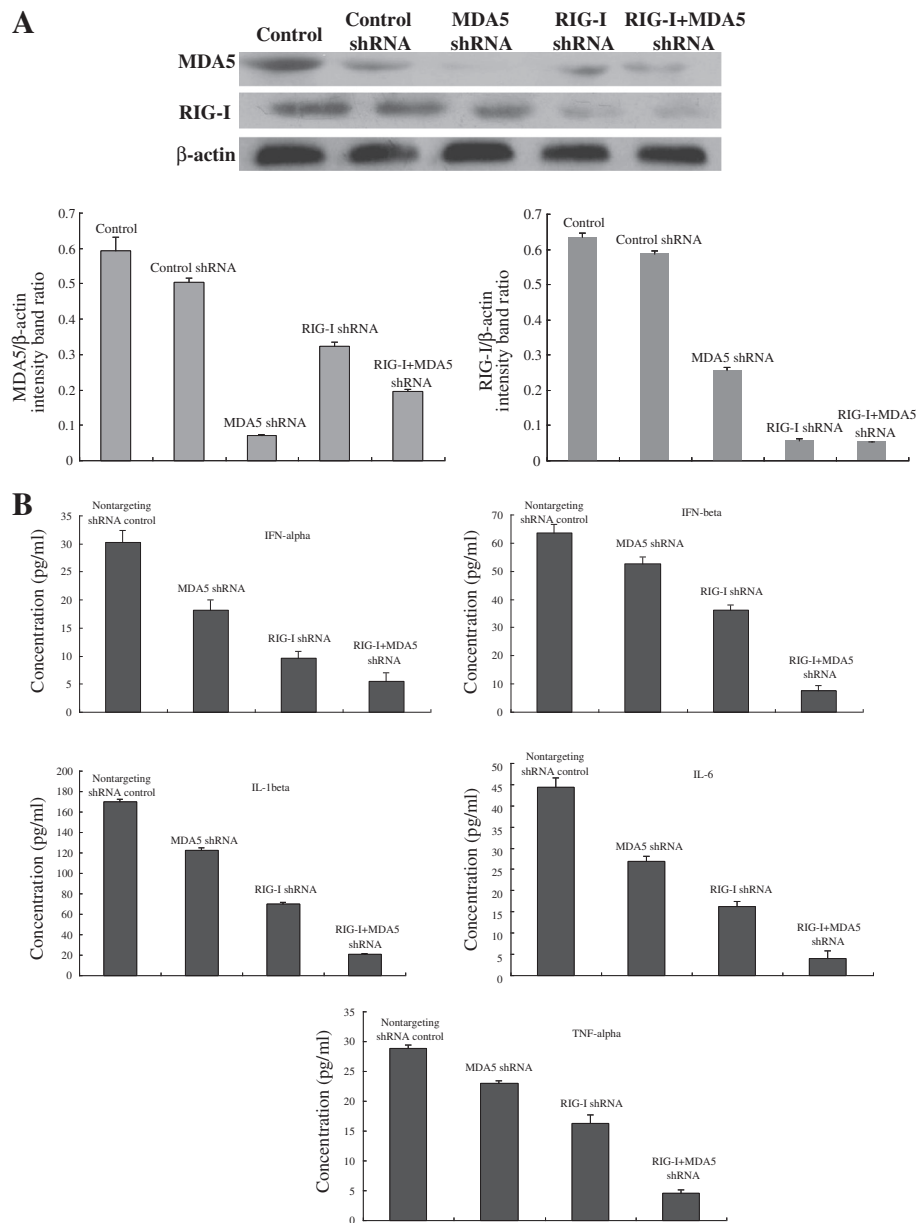 A
Control
Control
shRNA
MDA5
shRNA
RIG-I
shRNA
RIG-I+MDA5
shRNA
MDA5
RIG-I
β-actin
MDA5/β-actin
intensity band ratio
0.7
0.6
0.5
0.4
0.3
0.2
0.1
0
Control
Control shRNA
MDA5 shRNA
RIG-I shRNA
RIG-I+MDA5
shRNA
RIG-I/β-actin
intensity band ratio
0.7
0.6
0.5
0.4
0.3
0.2
0.1
0
Control
Control shRNA
MDA5 shRNA
RIG-I shRNA
RIG-I+MDA5
shRNA
B
Concentration (pg/ml)
35
30
25
20
15
10
5
0
Nontargeting
shRNA control
IFN-alpha
MDA5 shRNA
RIG-I shRNA
RIG-I+MDA5
shRNA
Concentration (pg/ml)
70
60
50
40
30
20
10
0
Nontargeting
shRNA control
IFN-beta
MDA5 shRNA
RIG-I shRNA
RIG-I+MDA5
shRNA
Concentration (pg/ml)
200
180
160
140
120
100
80
60
40
20
0
Nontargeting
shRNA control
IL-1beta
MDA5 shRNA
RIG-I shRNA
RIG-I+MDA5
shRNA
Concentration (pg/ml)
50
45
40
35
30
25
20
15
10
5
0
Nontargeting
shRNA control
IL-6
MDA5 shRNA
RIG-I shRNA
RIG-I+MDA5
shRNA
Concentration (pg/ml)
35
30
25
20
15
10
5
0
Nontargeting
shRNA control
TNF-alpha
MDA5 shRNA
RIG-I shRNA
RIG-I+MDA5
shRNA